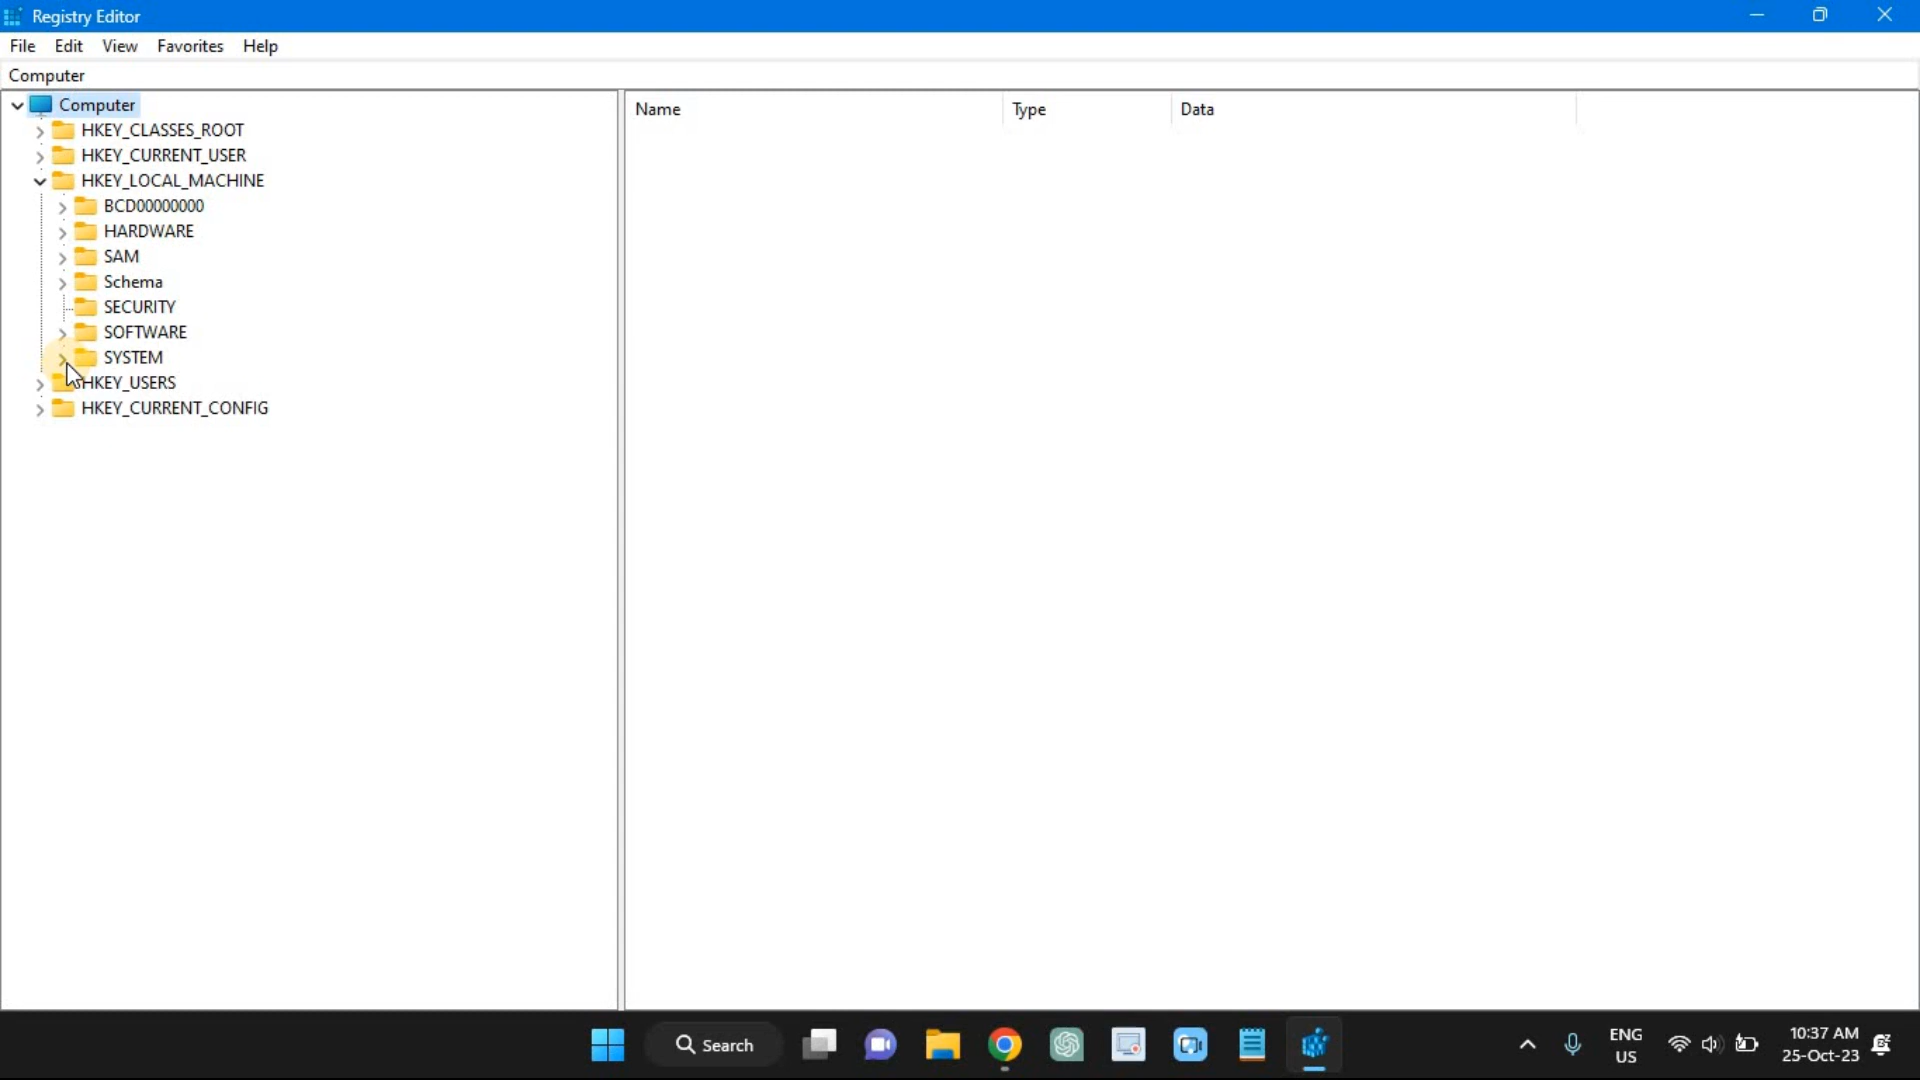 Registry Editor
File Edit View Favorites Help
Computer
Computer
HKEY_CLASSES_ROOT
HKEY_CURRENT_USER
HKEY_LOCAL_MACHINE
BCD00000000
HARDWARE
SAM
Schema
SECURITY
SOFTWARE
SYSTEM
HKEY_USERS
HKEY_CURRENT_CONFIG
Name Type Data
Search
ENG
US
10:37 AM
25-Oct-23